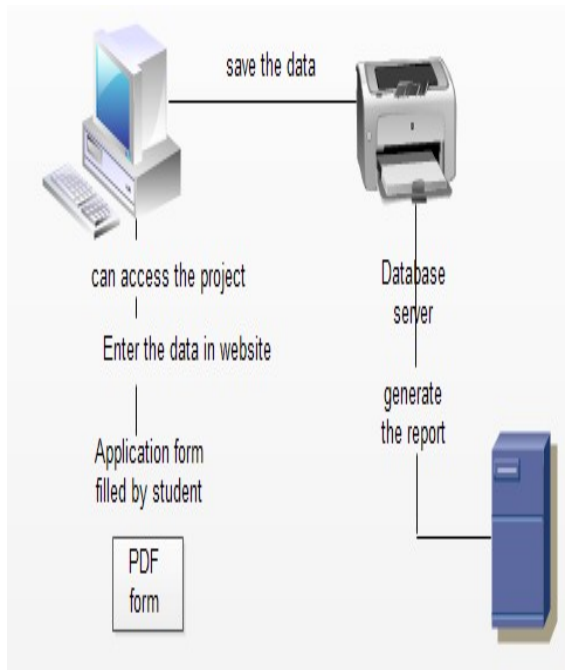 save the data
can access the project
Enter the data in website
Application form
filled by student
PDF
form
Database
server
generate
the report